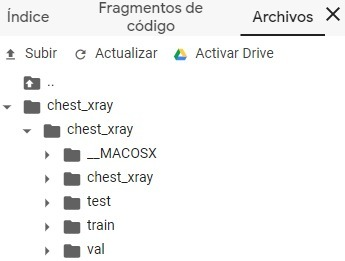 Índice
Fragmentos de
código
Archivos
Subir
Actualizar
Activar Drive
..
chest_xray
chest_xray
__MACOSX
chest_xray
test
train
val